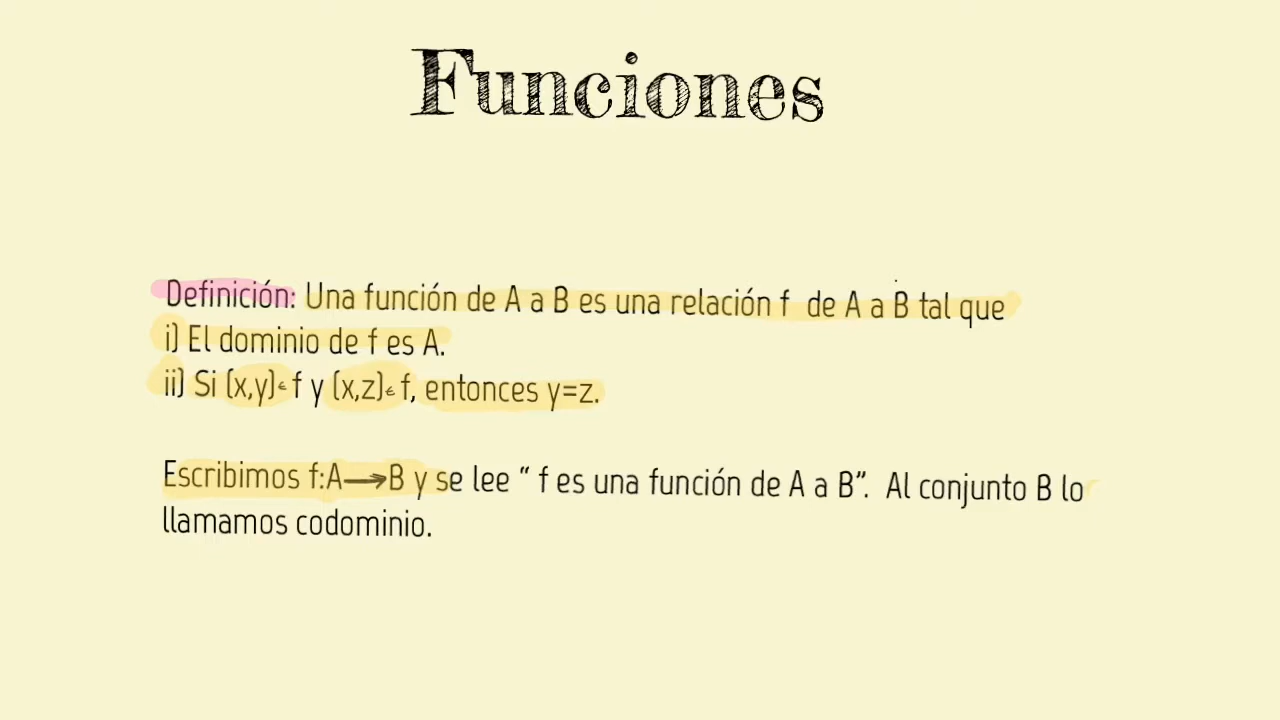 Funciones
Definición: Una función de A a B es una relación f de A a B tal que
i) El dominio de f es A.
ii) Si (x,y)∈ f y (x,z)∈ f, entonces y=z.
Escribimos f:A⟶B y se lee “ f es una función de A a B”. Al conjunto B lo
llamamos codominio.